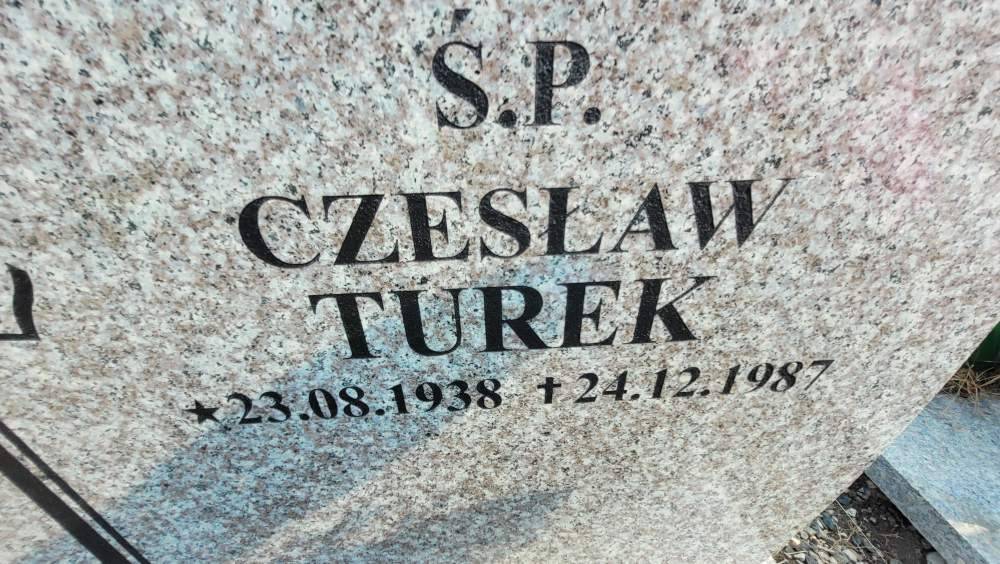 Ś.P.
CZESŁAW
TUREK
★23.08.1938 ✝24.12.1987